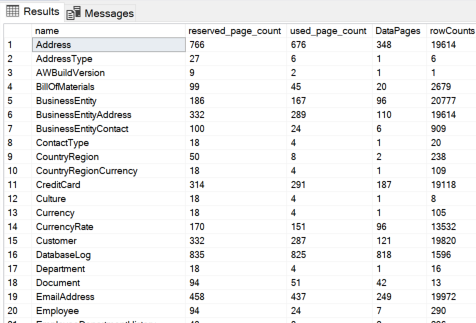 Results Messages
name reserved_page_count used_page_count DataPages rowCounts
1 Address 766 676 348 19614
2 AddressType 27 6 1 6
3 AWBuildVersion 9 2 1 1
4 BillOfMaterials 99 45 20 2679
5 BusinessEntity 186 167 96 20777
6 BusinessEntityAddress 332 289 110 19614
7 BusinessEntityContact 100 24 6 909
8 ContactType 18 4 1 20
9 CountryRegion 50 8 2 238
10 CountryRegionCurrency 18 4 1 109
11 CreditCard 314 291 187 19118
12 Culture 18 4 1 8
13 Currency 18 4 1 105
14 CurrencyRate 170 151 96 13532
15 Customer 332 287 121 19820
16 DatabaseLog 835 825 818 1596
17 Department 18 4 1 16
18 Document 94 51 42 13
19 EmailAddress 458 437 249 19972
20 Employee 94 24 7 290